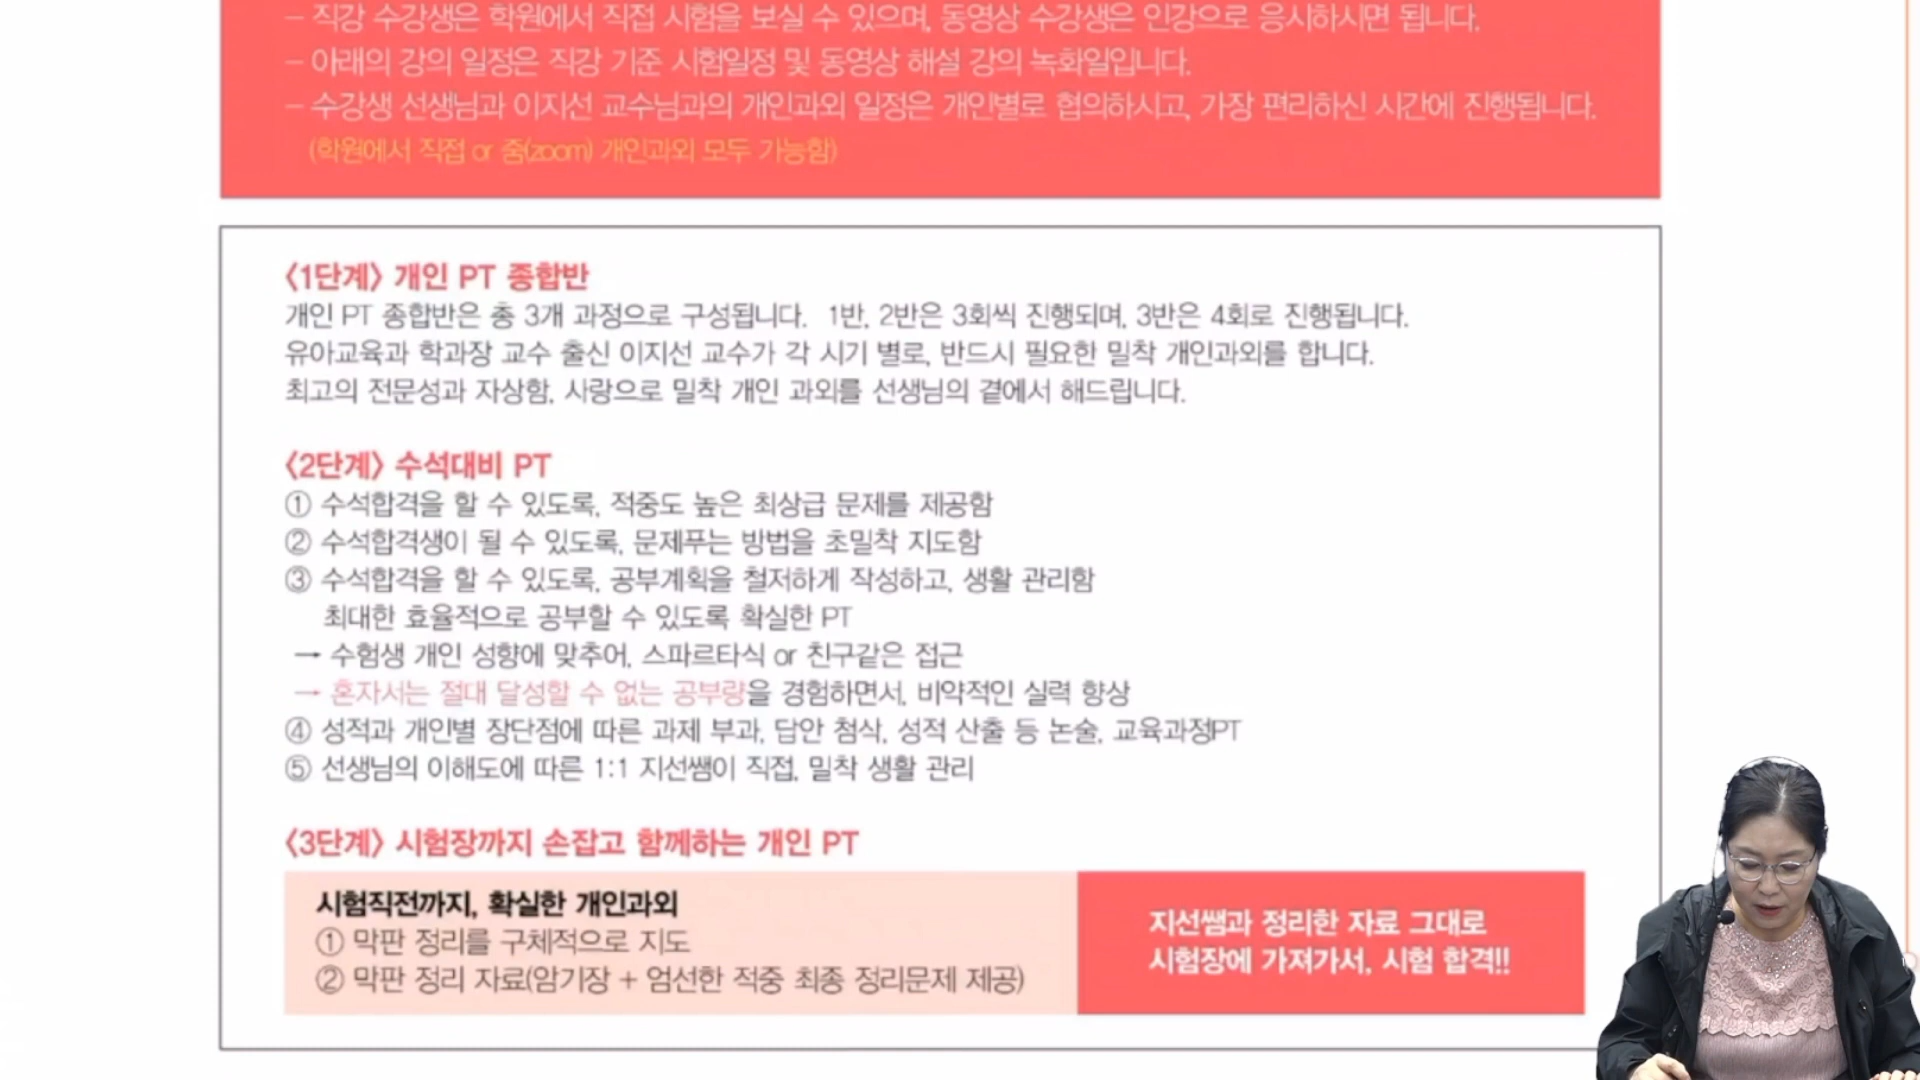 - 직강 수강생은 학원에서 직접 시험을 보실 수 있으며, 동영상 수강생은 인강으로 응시하시면 됩니다.
- 아래의 강의 일정은 직강 기준 시험일정 및 동영상 해설 강의 녹화일입니다.
- 수강생 선생님과 이지선 교수님과의 개인과외 일정은 개인별로 협의하시고, 가장 편리하신 시간에 진행됩니다.
(학원에서 직접 or 줌(zoom) 개인과외 모두 가능함)
<1단계> 개인 PT 종합반
개인 PT 종합반은 총 3개 과정으로 구성됩니다. 1반, 2반은 3회씩 진행되며, 3반은 4회로 진행됩니다.
유아교육과 학과장 교수 출신 이지선 교수가 각 시기 별로, 반드시 필요한 밀착 개인과외를 합니다.
최고의 전문성과 자상함, 사랑으로 밀착 개인 과외를 선생님의 곁에서 해드립니다.
<2단계> 수석대비 PT
① 수석합격을 할 수 있도록, 적중도 높은 최상급 문제를 제공함
② 수석합격생이 될 수 있도록, 문제푸는 방법을 초밀착 지도함
③ 수석합격을 할 수 있도록, 공부계획을 철저하게 작성하고, 생활 관리함
최대한 효율적으로 공부할 수 있도록 확실한 PT
→ 수험생 개인 성향에 맞추어, 스파르타식 or 친구같은 접근
→ 혼자서는 절대 달성할 수 없는 공부량을 경험하면서, 비약적인 실력 향상
④ 성적과 개인별 장단점에 따른 과제 부과, 답안 첨삭, 성적 산출 등 논술, 교육과정PT
⑤ 선생님의 이해도에 따른 1:1 지선쌤이 직접, 밀착 생활 관리
<3단계> 시험장까지 손잡고 함께하는 개인 PT
시험직전까지, 확실한 개인과외
① 막판 정리를 구체적으로 지도
② 막판 정리 자료(암기장 + 엄선한 적중 최종 정리문제 제공)
지선쌤과 정리한 자료 그대로
시험장에 가져가서, 시험 합격!!